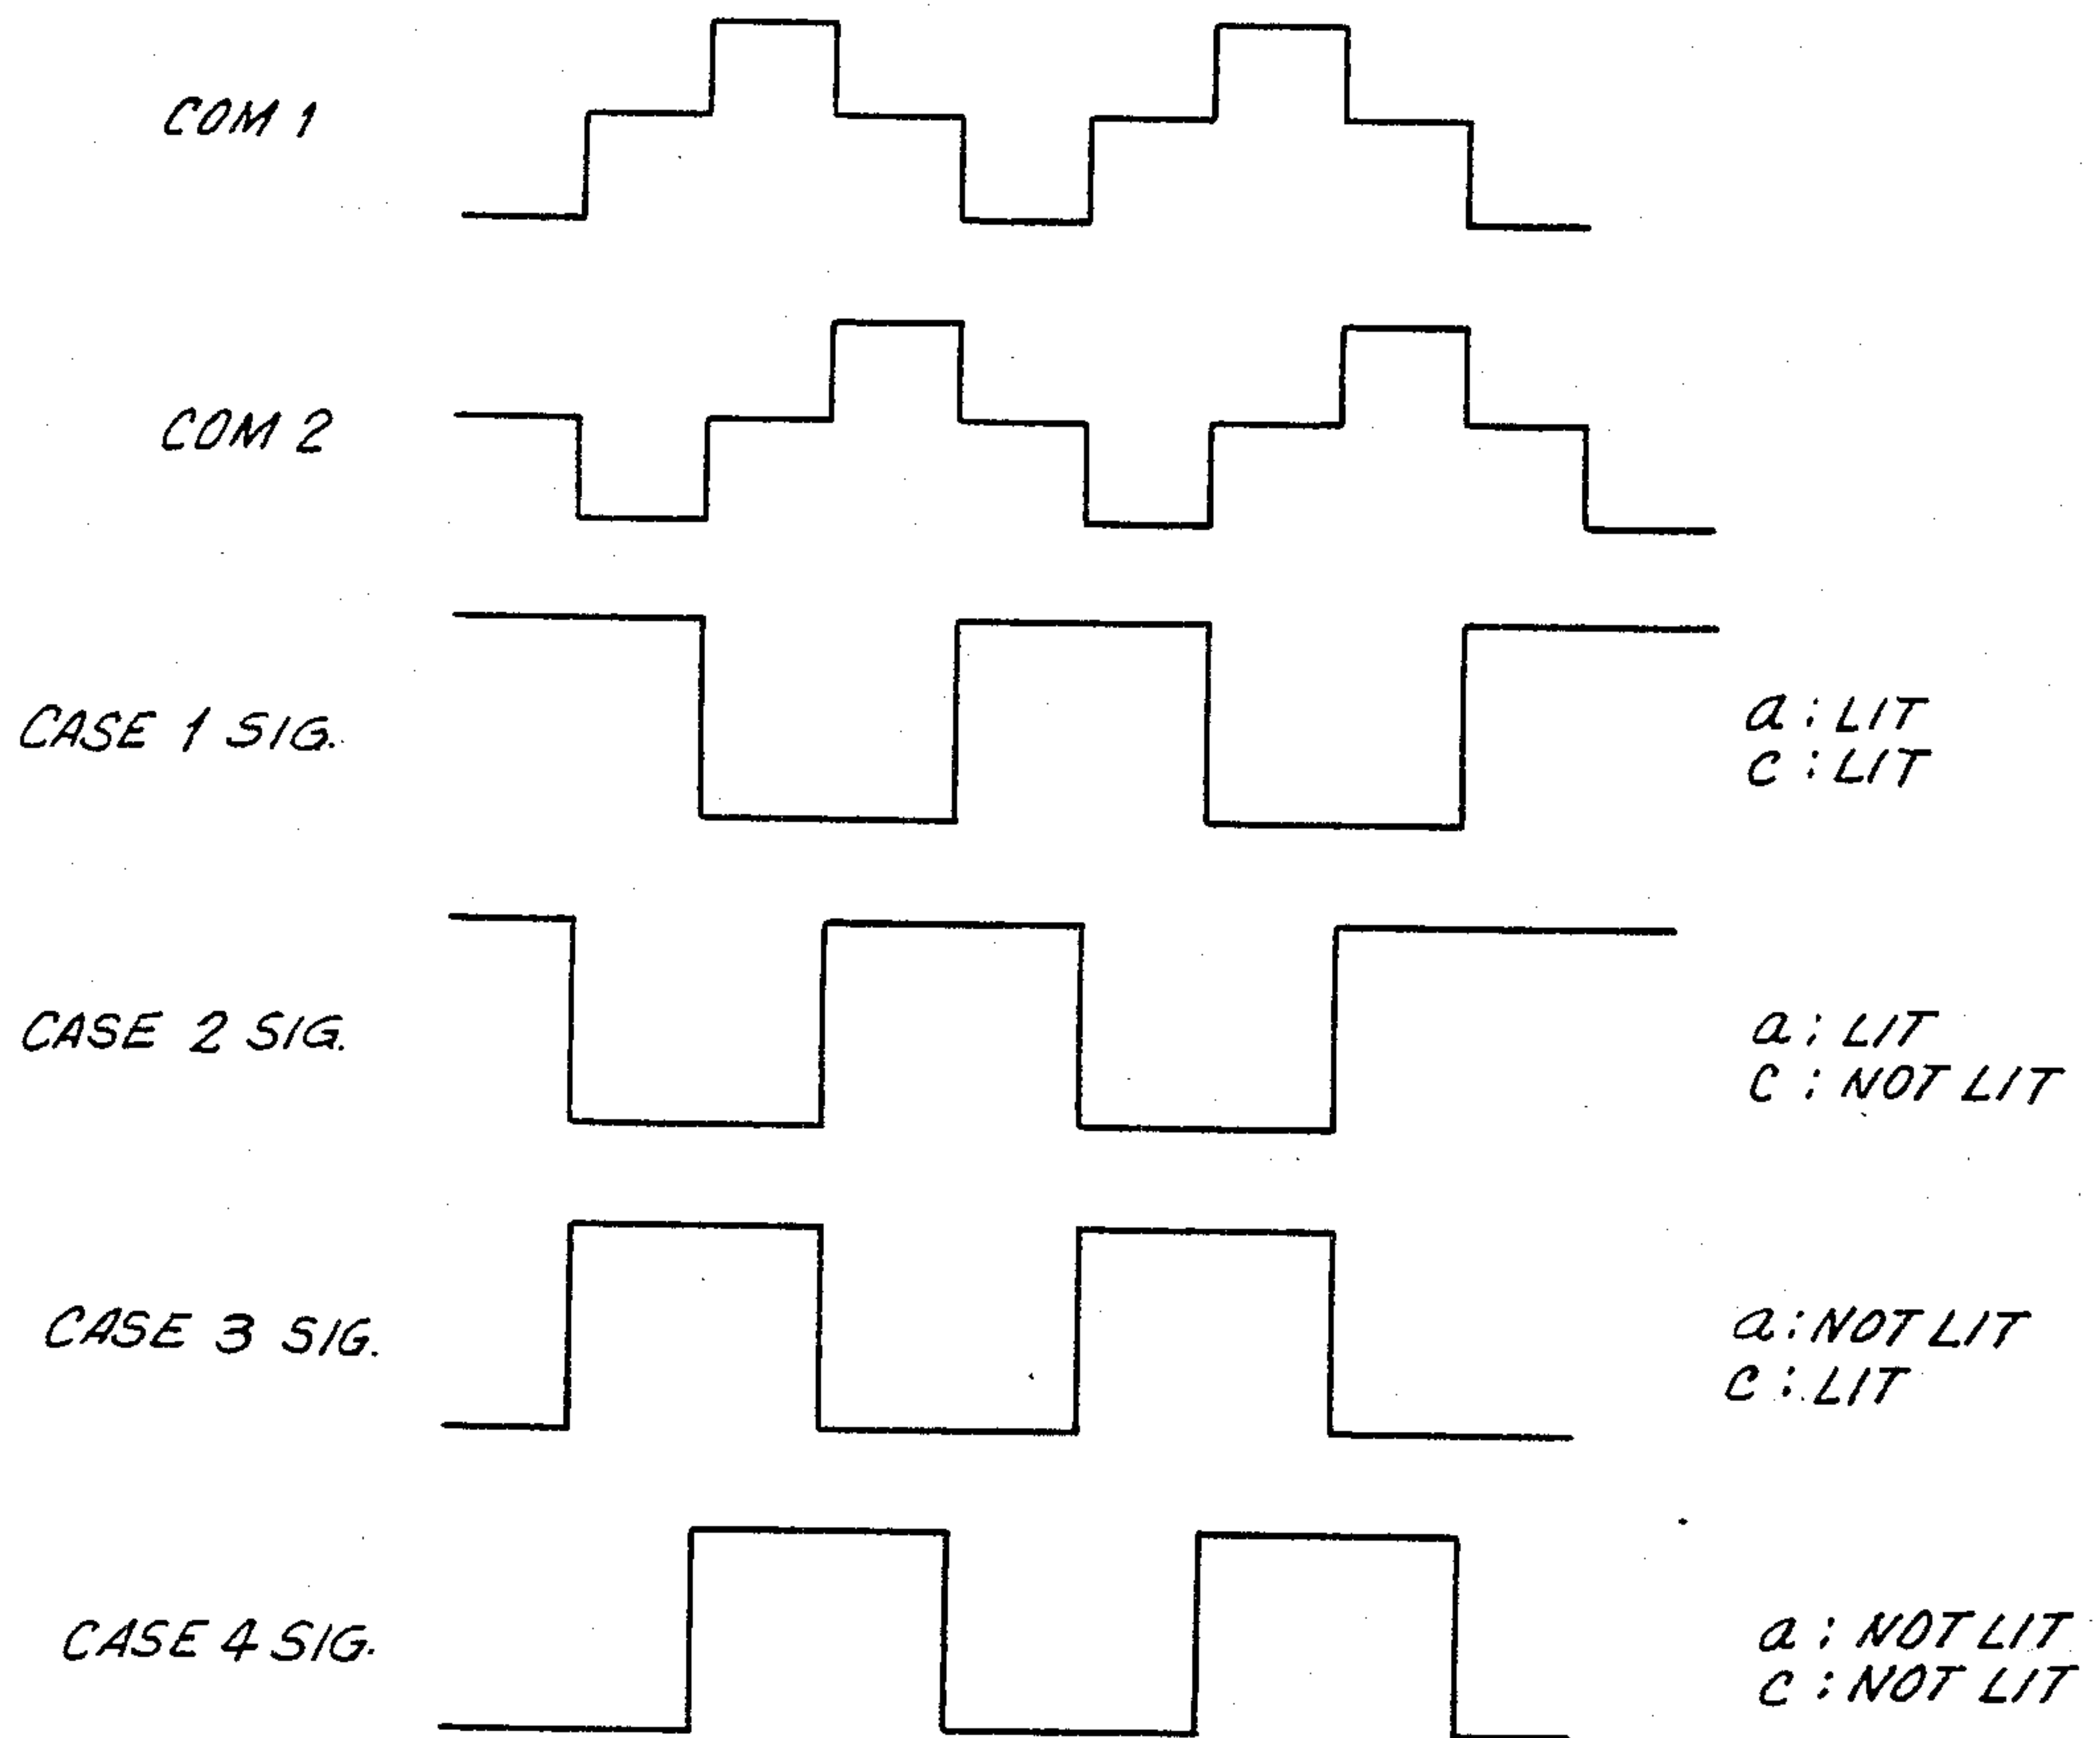 COM 1
COM 2
CASE 1 SIG.
a : LIT
c : LIT
CASE 2 SIG.
a : LIT
c : NOT LIT
CASE 3 SIG.
a : NOT LIT
c : LIT
CASE 4 SIG.
a : NOT LIT
c : NOT LIT